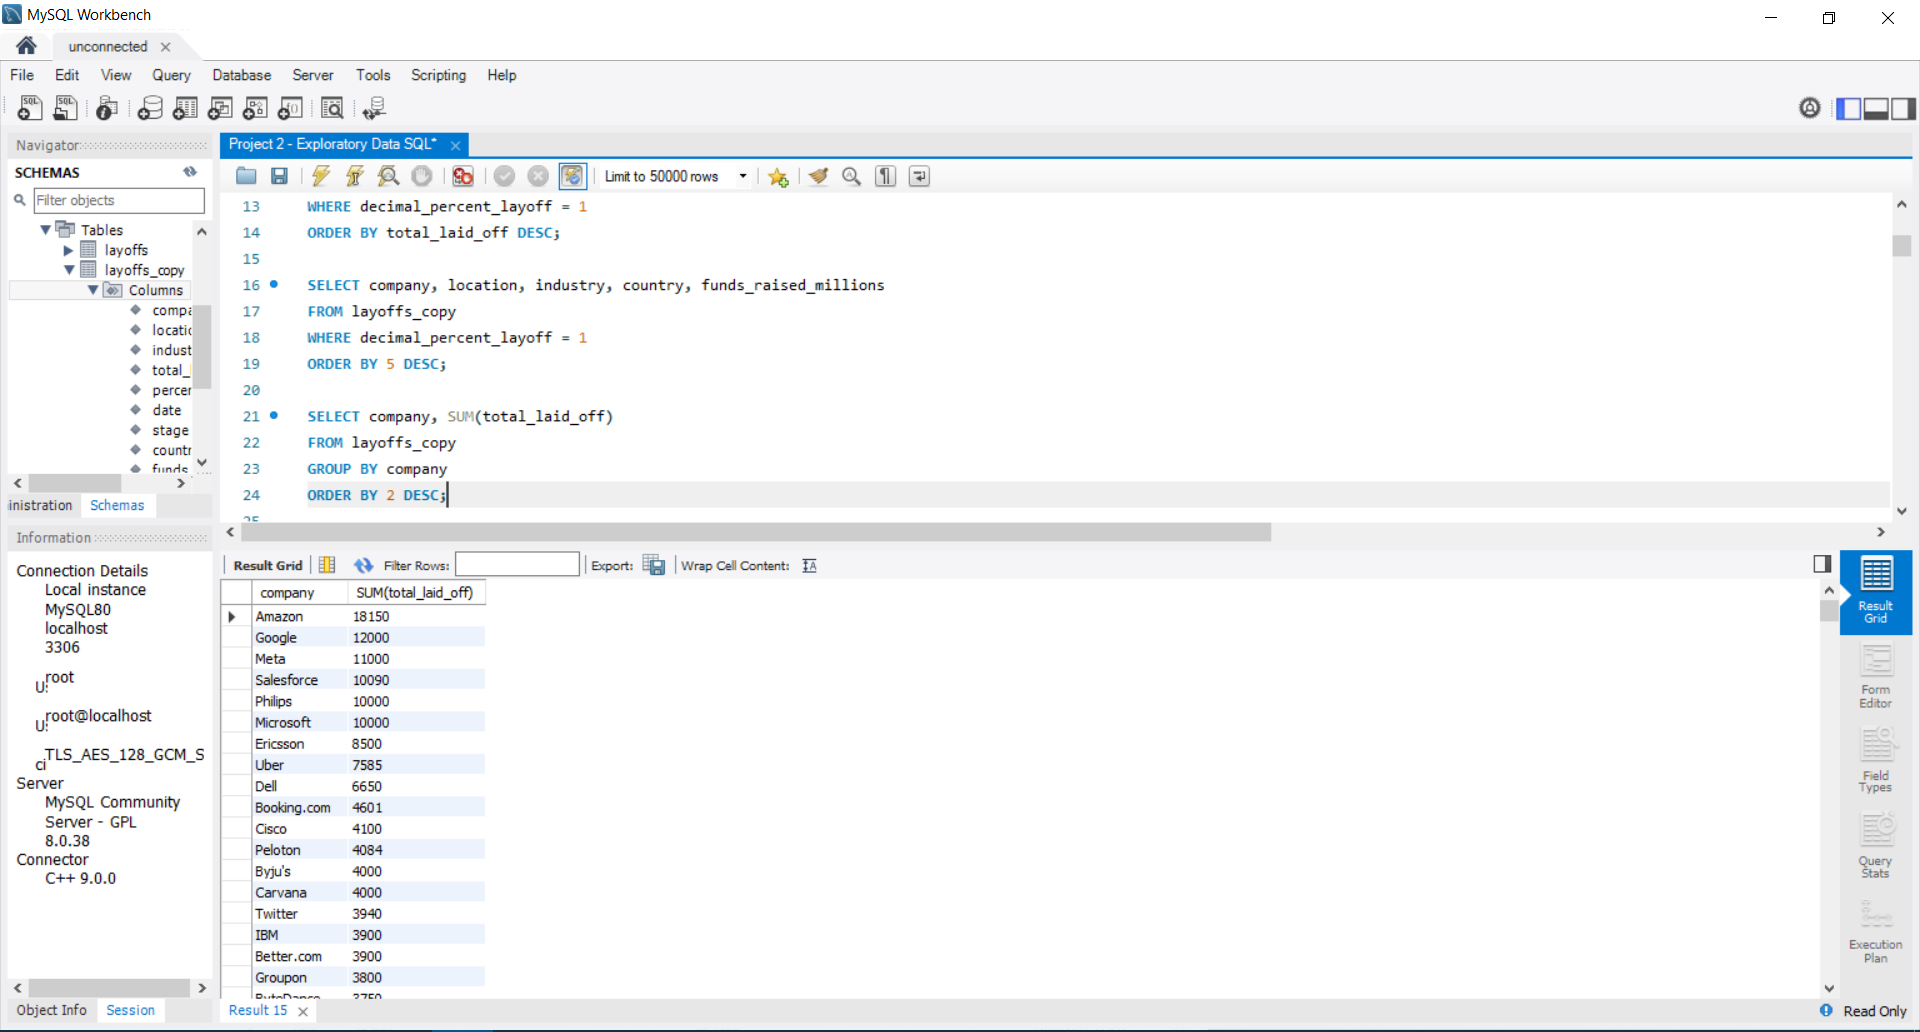 MySQL Workbench
unconnected
File Edit View Query Database Server Tools Scripting Help
Navigator
SCHEMAS
Filter objects
Tables
layoffs
layoffs_copy
Columns
compa
locatic
indust
total_
percer
date
stage
countr
funds
inistration Schemas
Information
Connection Details
Local instance
MySQL80
localhost
3306
root
U:
root@localhost
U:
TLS_AES_128_GCM_S
ci
Server
MySQL Community
Server - GPL
8.0.38
Connector
C++ 9.0.0
Object Info Session
Project 2 - Exploratory Data SQL*
Limit to 50000 rows
13 WHERE decimal_percent_layoff = 1
14 ORDER BY total_laid_off DESC;
15
16 SELECT company, location, industry, country, funds_raised_millions
17 FROM layoffs_copy
18 WHERE decimal_percent_layoff = 1
19 ORDER BY 5 DESC;
20
21 SELECT company, SUM(total_laid_off)
22 FROM layoffs_copy
23 GROUP BY company
24 ORDER BY 2 DESC;
25
Result Grid Filter Rows: Export: Wrap Cell Content:
company SUM(total_laid_off)
Amazon 18150
Google 12000
Meta 11000
Salesforce 10090
Philips 10000
Microsoft 10000
Ericsson 8500
Uber 7585
Dell 6650
Booking.com 4601
Cisco 4100
Peloton 4084
Byju's 4000
Carvana 4000
Twitter 3940
IBM 3900
Better.com 3900
Groupon 3800
ByteDance 3750
Result 15
Result
Grid
Form
Editor
Field
Types
Query
Stats
Execution
Plan
Read Only